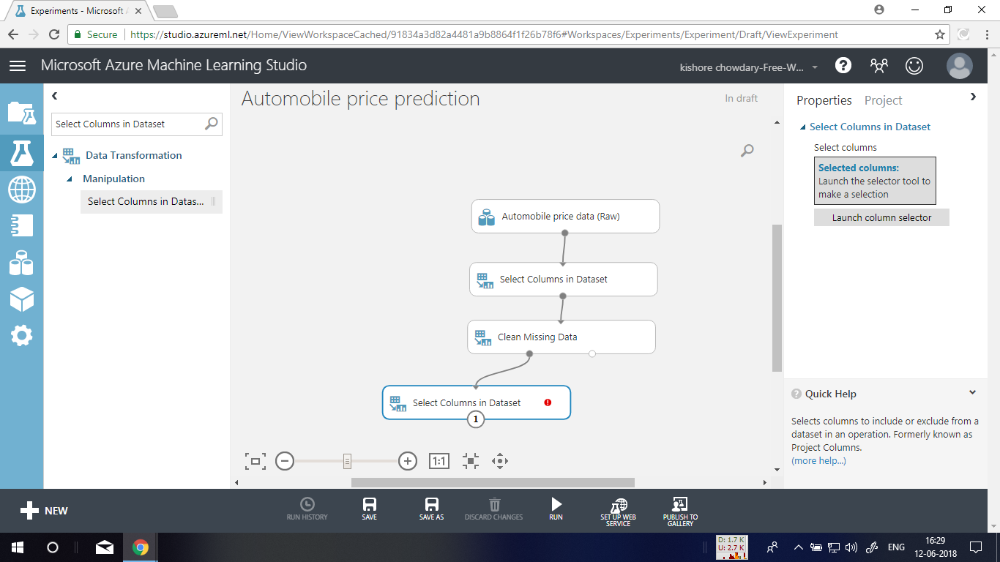 Experiments - Microsoft A
Secure
https://studio.azureml.net/Home/ViewWorkspaceCached/91834a3d82a4481a9b8864f1f26b78f6#Workspaces/Experiments/Experiment/Draft/ViewExperiment
Microsoft Azure Machine Learning Studio
kishore chowdary-Free-W...
Select Columns in Dataset
Data Transformation
Manipulation
Select Columns in Datas...
Automobile price prediction
In draft
Automobile price data (Raw)
Select Columns in Dataset
Clean Missing Data
Select Columns in Dataset
1
1:1
Properties
Project
Select Columns in Dataset
Select columns
Selected columns:
Launch the selector tool to
make a selection
Launch column selector
Quick Help
Selects columns to include or exclude from a
dataset in an operation. Formerly known as
Project Columns.
(more help...)
NEW
RUN HISTORY
SAVE
SAVE AS
DISCARD CHANGES
RUN
SET UP WEB
SERVICE
PUBLISH TO
GALLERY
D: 1.7 K
U: 2.7 K
ENG
16:29
12-06-2018